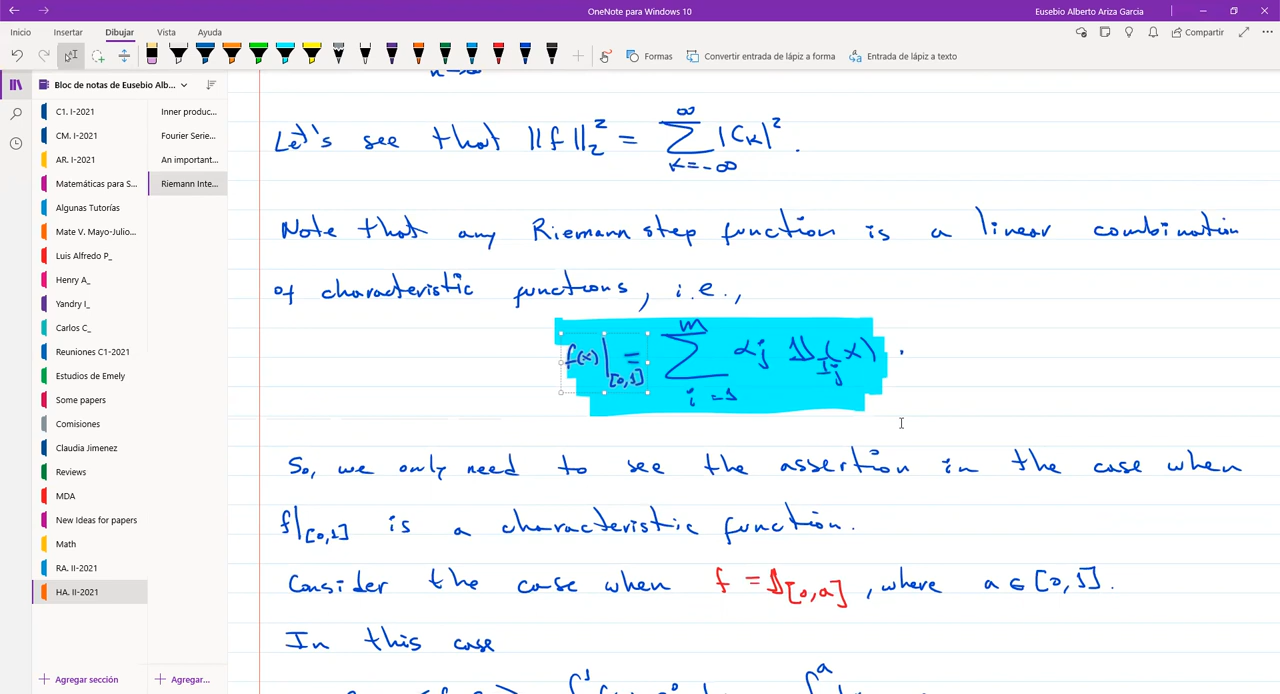 OneNote para Windows 10
Eusebio Alberto Ariza Garcia
Inicio Insertar Dibujar Vista Ayuda
Compartir
Formas Convertir entrada de lápiz a forma Entrada de lápiz a texto
Bloc de notas de Eusebio Alb...
C1. I-2021
CM. I-2021
AR. I-2021
Matemáticas para S...
Algunas Tutorías
Mate V. Mayo-Julio...
Luis Alfredo P_
Henry A_
Yandry I_
Carlos C_
Reuniones C1-2021
Estudios de Emely
Some papers
Comisiones
Claudia Jimenez
Reviews
MDA
New Ideas for papers
Math
RA. II-2021
HA. II-2021
Agregar sección
Inner produc...
Fourier Serie...
An important...
Riemann Inte...
Agregar...
n→∞
Let's see that ||f||₂² = ∑_{k=-∞}^{∞} |C_k|².
Note that any Riemann step function is a linear combination
of characteristic functions, i.e.,
f(x)|_[0,1] = ∑_{i=1}^{m} αj 𝟙_{Ij}(x).
So, we only need to see the assertion in the case when
f|_[0,1] is a characteristic function.
Consider the case when f = 𝟙_[0,a], where a ∈ [0,1].
In this case